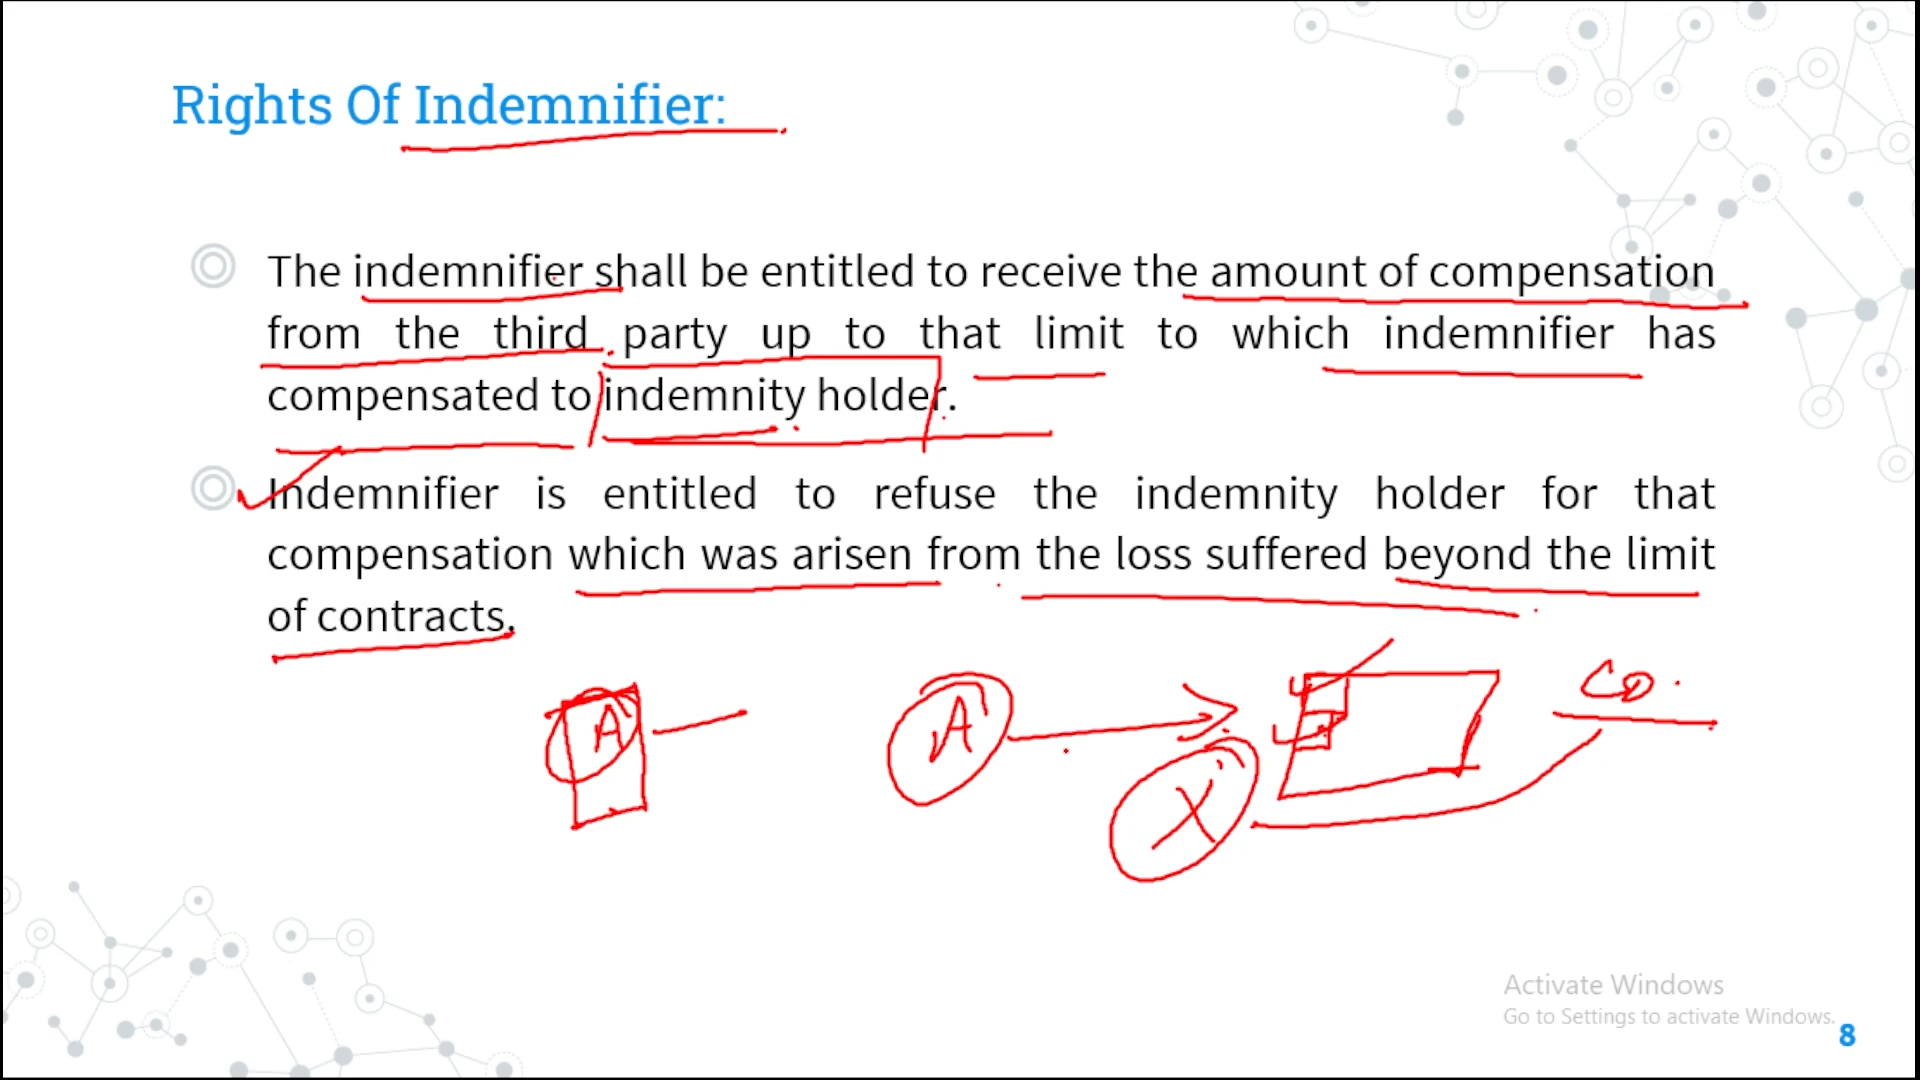 Rights Of Indemnifier:
The indemnifier shall be entitled to receive the amount of compensation
from the third party up to that limit to which indemnifier has
compensated to indemnity holder.
Indemnifier is entitled to refuse the indemnity holder for that
compensation which was arisen from the loss suffered beyond the limit
of contracts.
A
A
X
CO.
Activate Windows
Go to Settings to activate Windows.
8